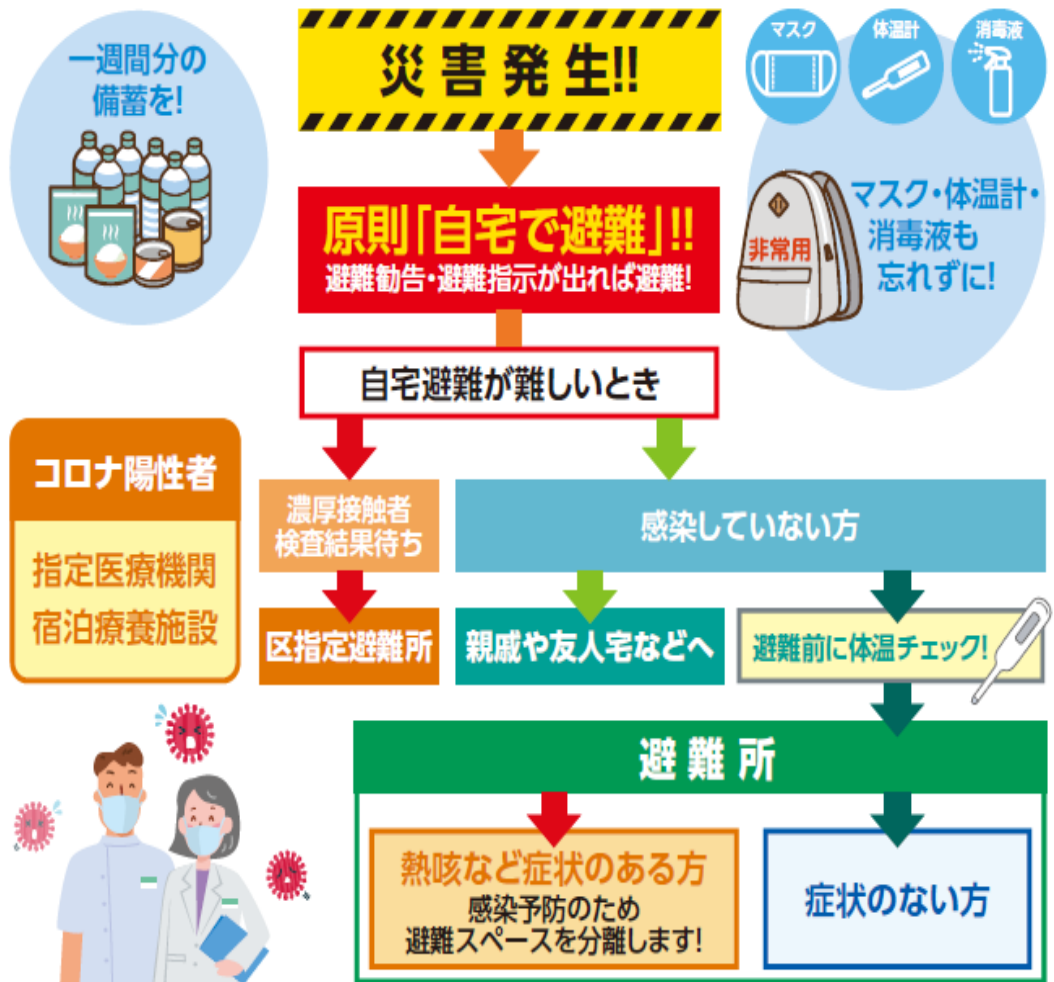 一週間分の
備蓄を!
災害発生!!
マスク
体温計
消毒液
マスク・体温計・
消毒液も
忘れずに!
非常用
原則「自宅で避難」!!
避難勧告・避難指示が出れば避難!
自宅避難が難しいとき
コロナ陽性者
指定医療機関
宿泊療養施設
濃厚接触者
検査結果待ち
感染していない方
区指定避難所
親戚や友人宅などへ
避難前に体温チェック!
避難所
熱咳など症状のある方
感染予防のため
避難スペースを分離します!
症状のない方